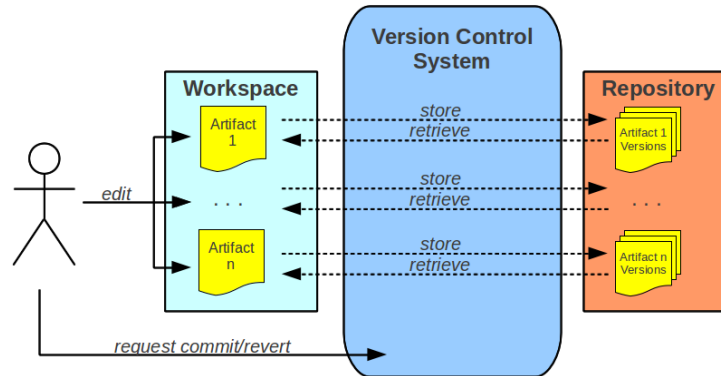 Version Control
System
Workspace
Repository
Artifact
1
store
retrieve
Artifact 1
Versions
edit
. . .
store
retrieve
. . .
Artifact
n
store
retrieve
Artifact n
Versions
request commit/revert